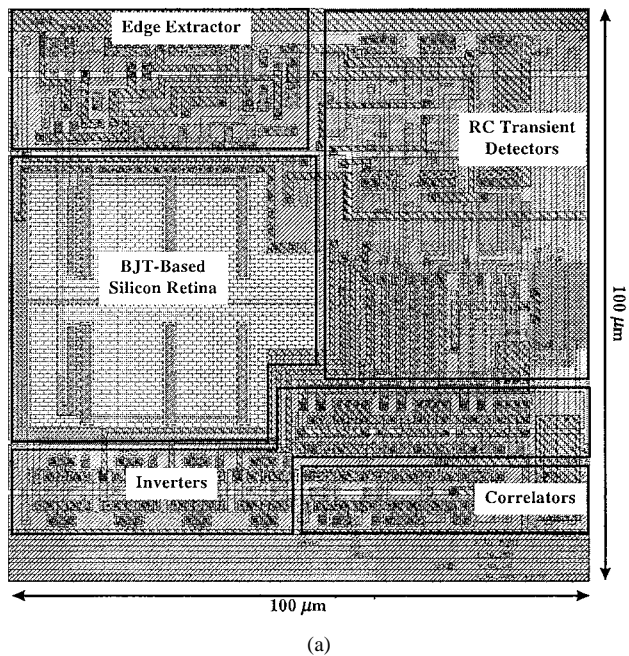 Edge Extractor
RC Transient
Detectors
BJT-Based
Silicon Retina
100 μm
Inverters
Correlators
100 μm
(a)